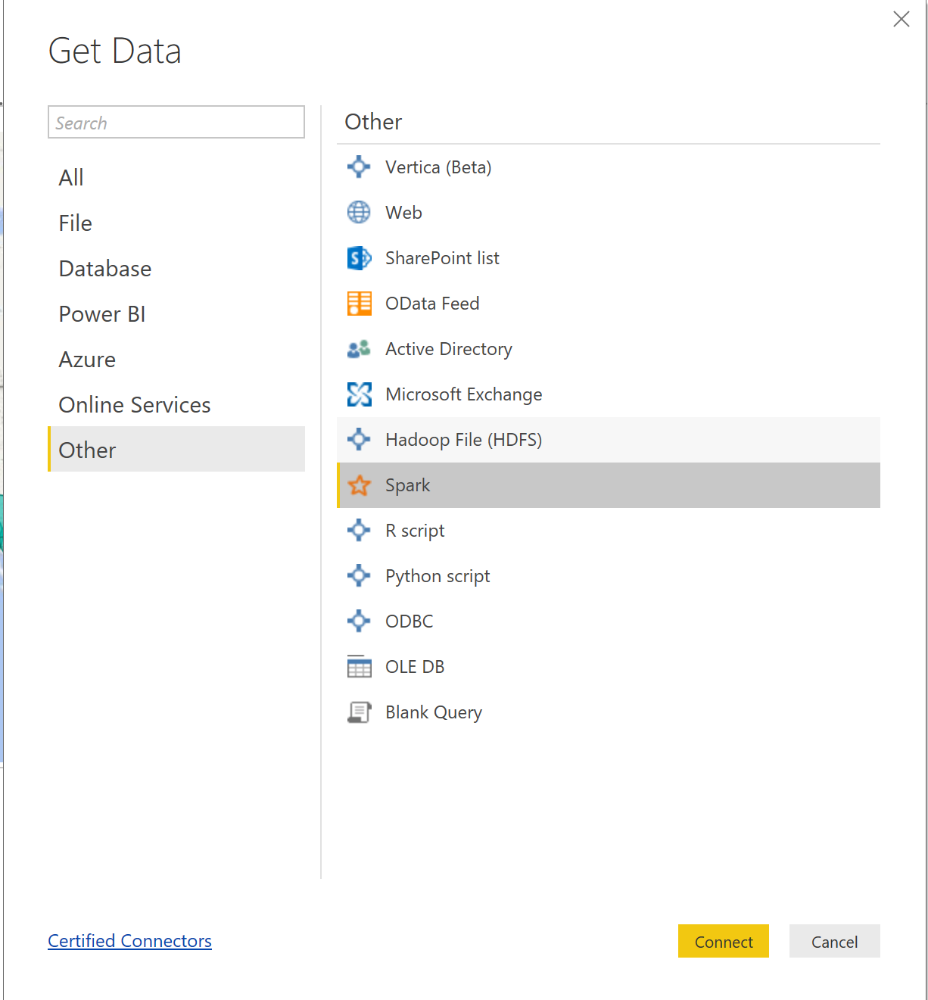 Get Data
Search
All
File
Database
Power BI
Azure
Online Services
Other
Other
Vertica (Beta)
Web
SharePoint list
OData Feed
Active Directory
Microsoft Exchange
Hadoop File (HDFS)
Spark
R script
Python script
ODBC
OLE DB
Blank Query
Certified Connectors
Connect
Cancel